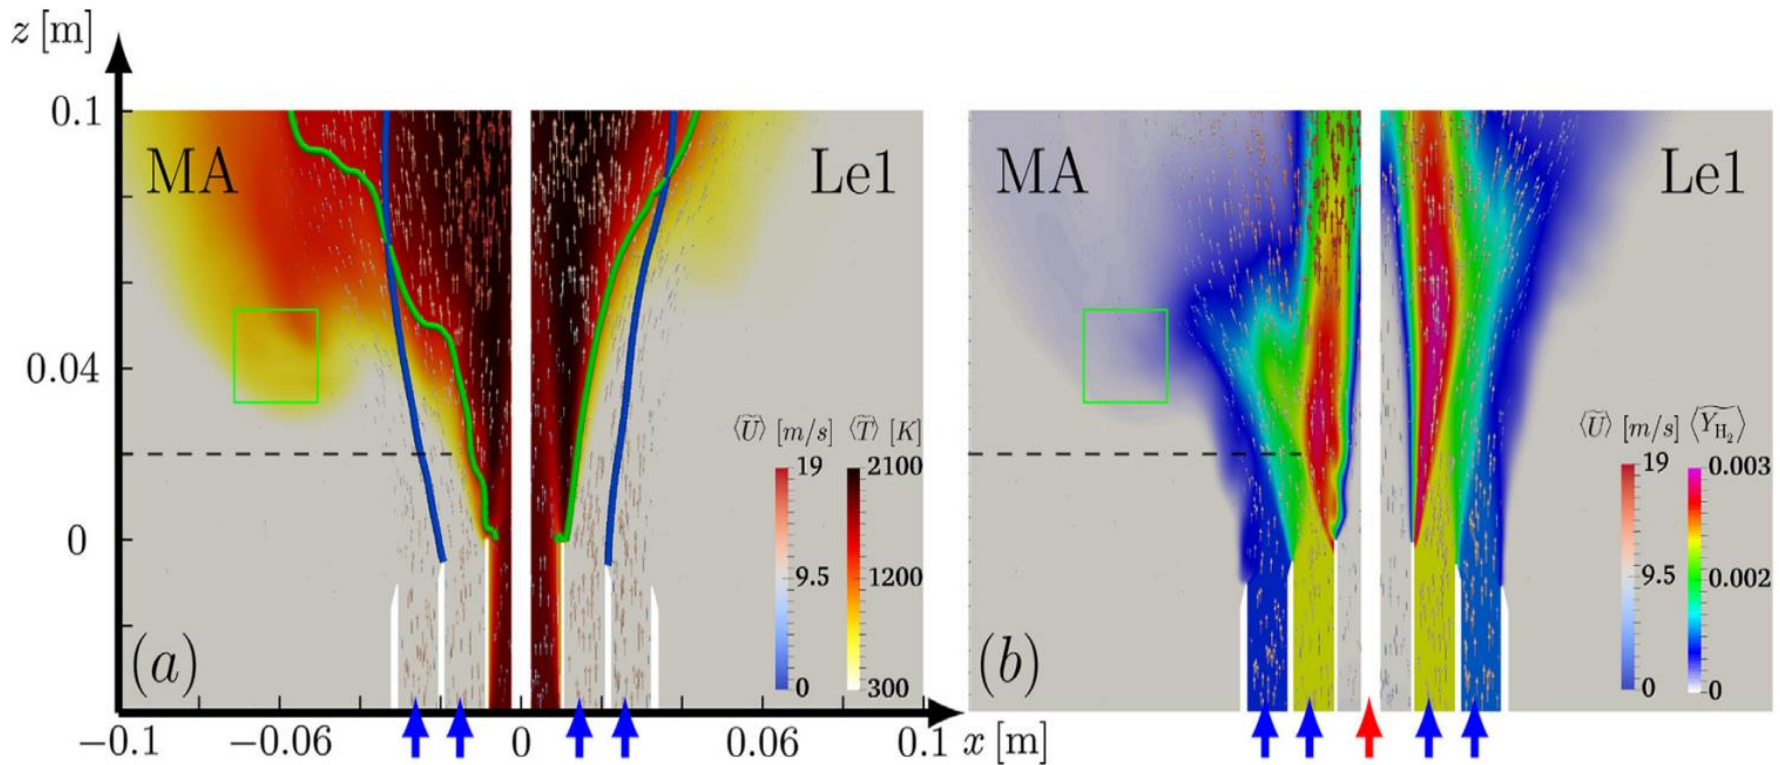 z [m]
0.1
0.04
0
MA
Le1
⟨Ũ⟩ [m/s] ⟨T̃⟩ [K]
19
9.5
0
2100
1200
300
(a)
−0.1
−0.06
0
0.06
0.1
x [m]
MA
Le1
⟨Ũ⟩ [m/s] ⟨Ỹ_H₂⟩
19
9.5
0
0.003
0.002
0
(b)